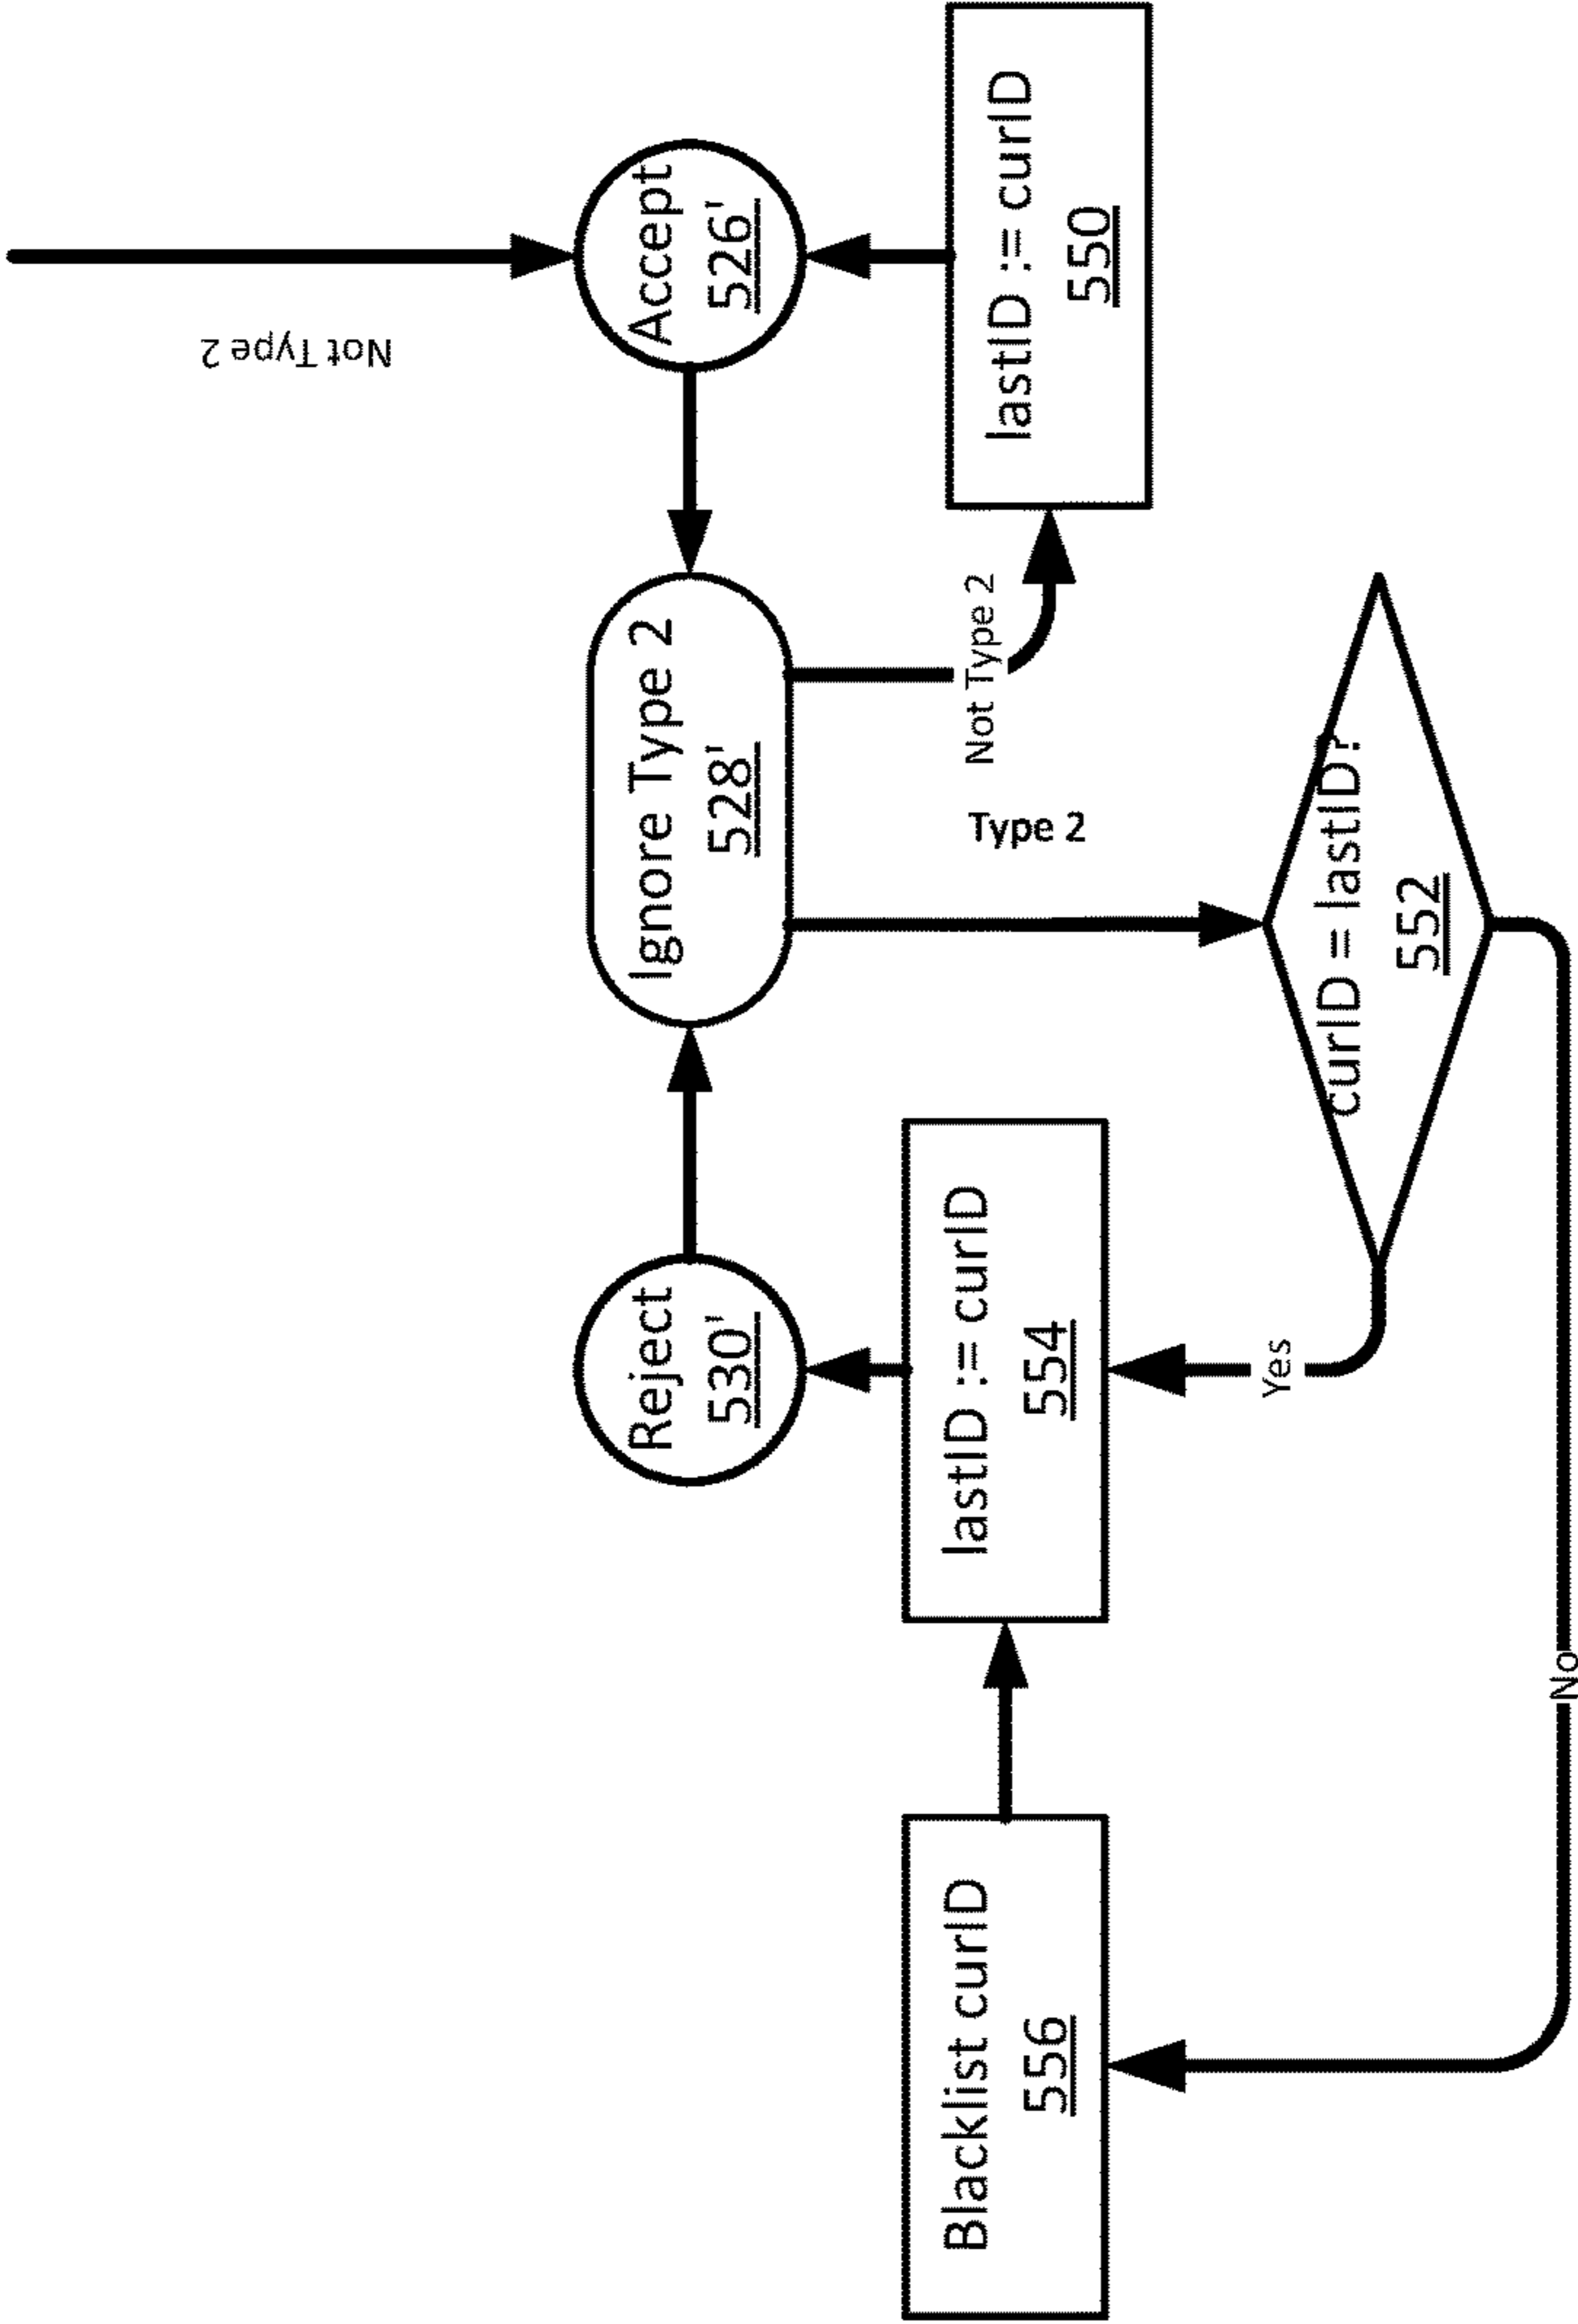 Not Type 2
Accept
526'
lastID := curID
550
Ignore Type 2
528'
Not Type 2
Type 2
curID = lastID?
552
Reject
530'
lastID := curID
554
Yes
Blacklist curID
556
No